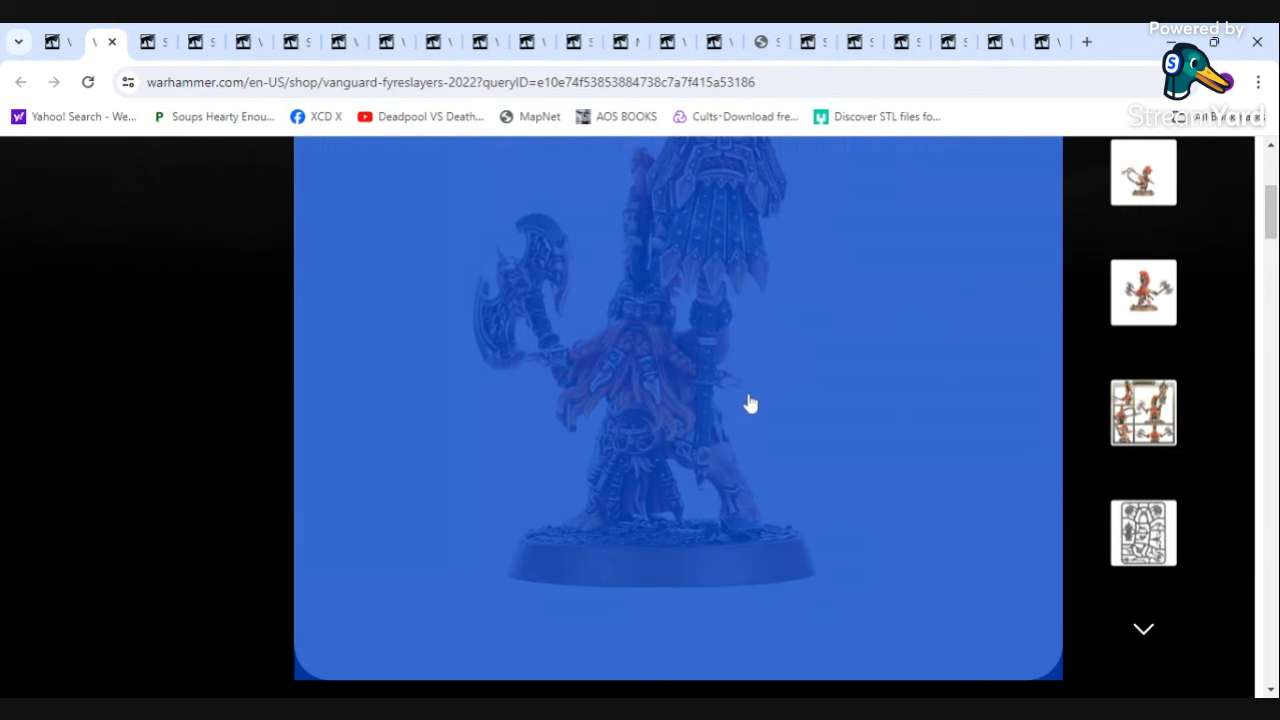 Powered by
warhammer.com/en-US/shop/vanguard-fyreslayers-2022?queryID=e10e74f53853884738c7a7f415a53186
Yahoo! Search - We...
P Soups Hearty Enou...
XCD X
Deadpool VS Death...
MapNet
AOS BOOKS
Cults·Download fre...
Discover STL files fo...
StreamYard